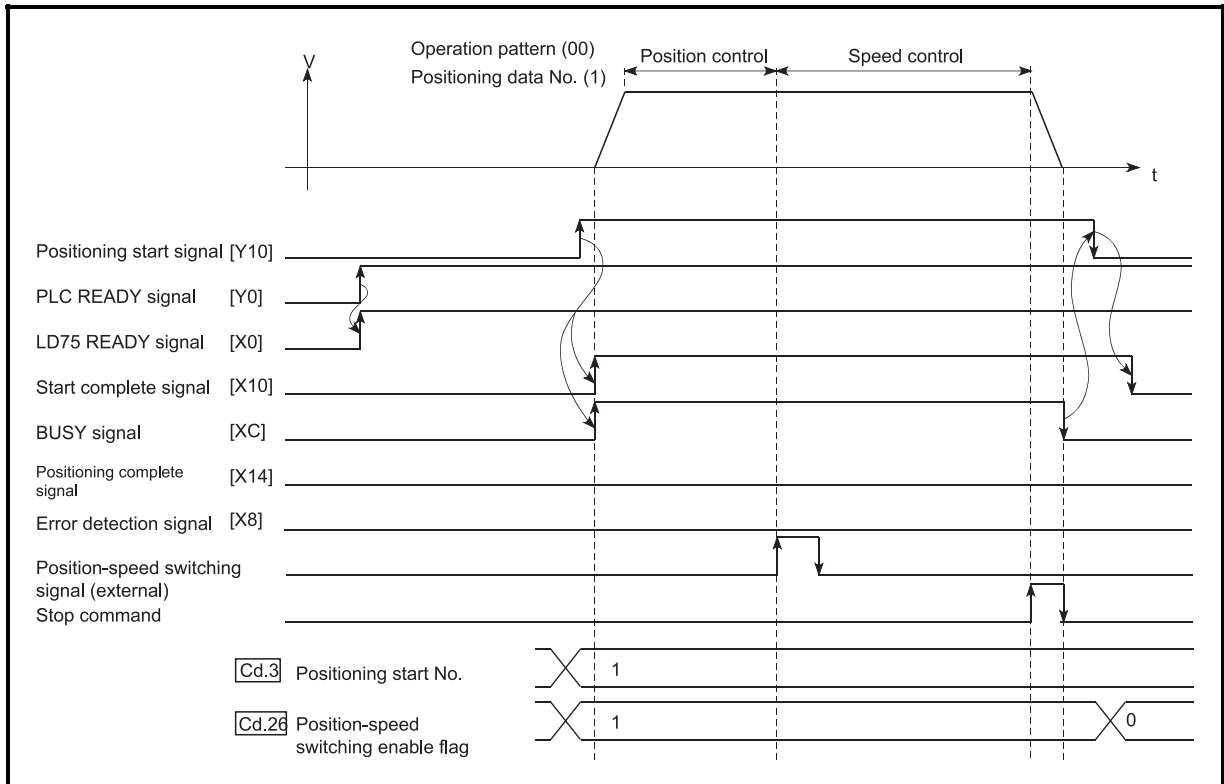 Operation pattern (00)
Positioning data No. (1)
Position control
Speed control
V
t
Positioning start signal [Y10]
PLC READY signal [Y0]
LD75 READY signal [X0]
Start complete signal [X10]
BUSY signal [XC]
Positioning complete signal [X14]
Error detection signal [X8]
Position-speed switching
signal (external)
Stop command
Cd.3 Positioning start No.
1
Cd.26 Position-speed
switching enable flag
1
0